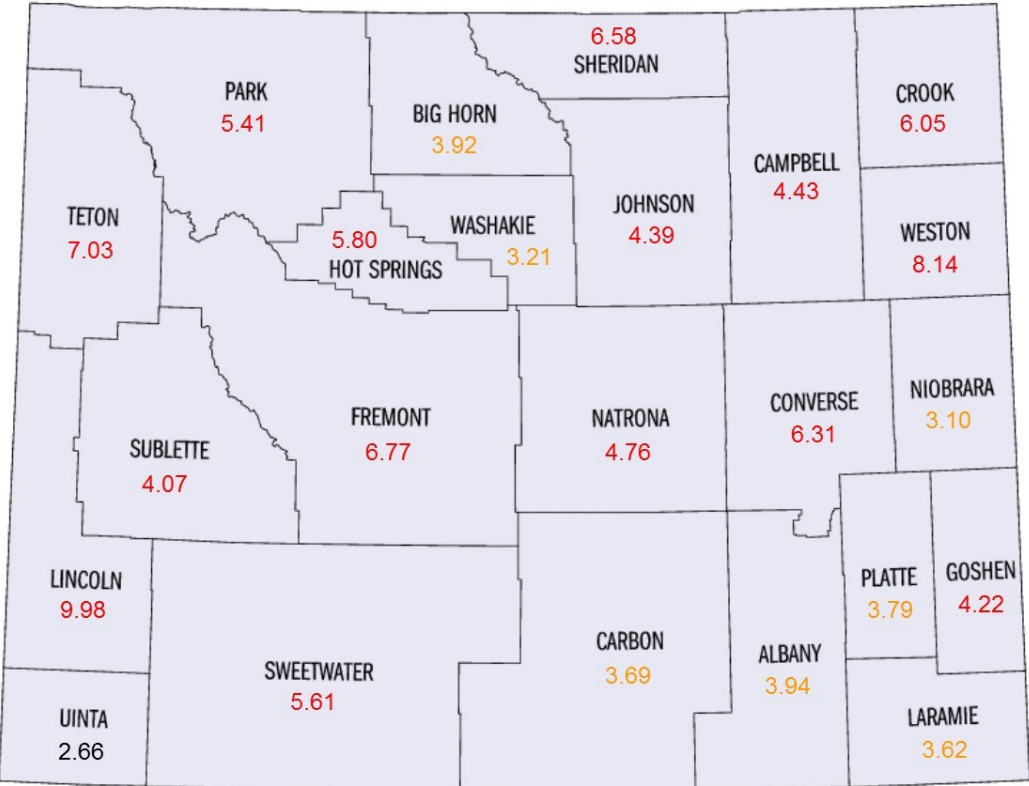 6.58
SHERIDAN
PARK
5.41
BIG HORN
3.92
CROOK
6.05
CAMPBELL
4.43
TETON
7.03
5.80
HOT SPRINGS
WASHAKIE
3.21
JOHNSON
4.39
WESTON
8.14
SUBLETTE
4.07
FREMONT
6.77
NATRONA
4.76
CONVERSE
6.31
NIOBRARA
3.10
LINCOLN
9.98
SWEETWATER
5.61
CARBON
3.69
ALBANY
3.94
PLATTE
3.79
GOSHEN
4.22
UINTA
2.66
LARAMIE
3.62